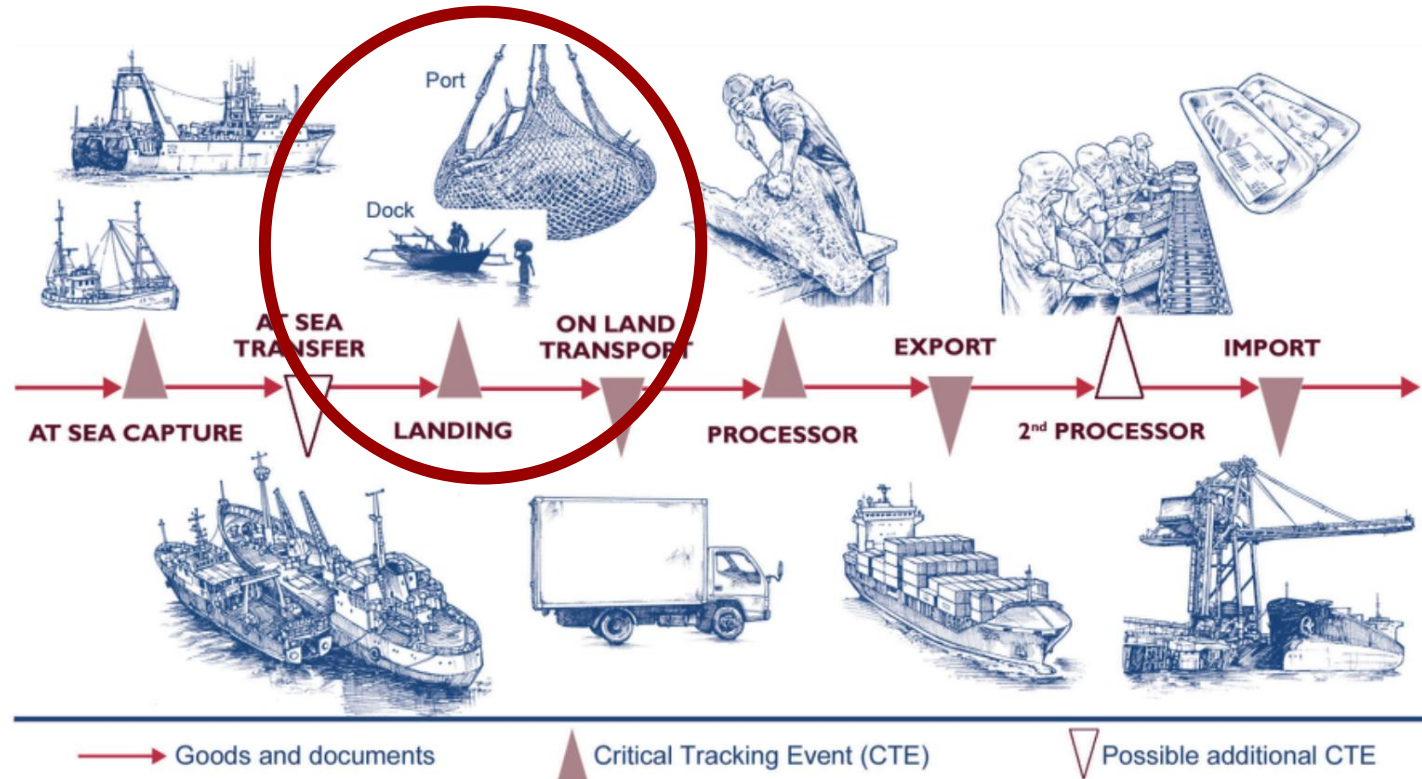 Port
Dock
AT SEA
TRANSFER
ON LAND
TRANSPORT
EXPORT
IMPORT
AT SEA CAPTURE
LANDING
PROCESSOR
2nd PROCESSOR
Goods and documents
Critical Tracking Event (CTE)
Possible additional CTE